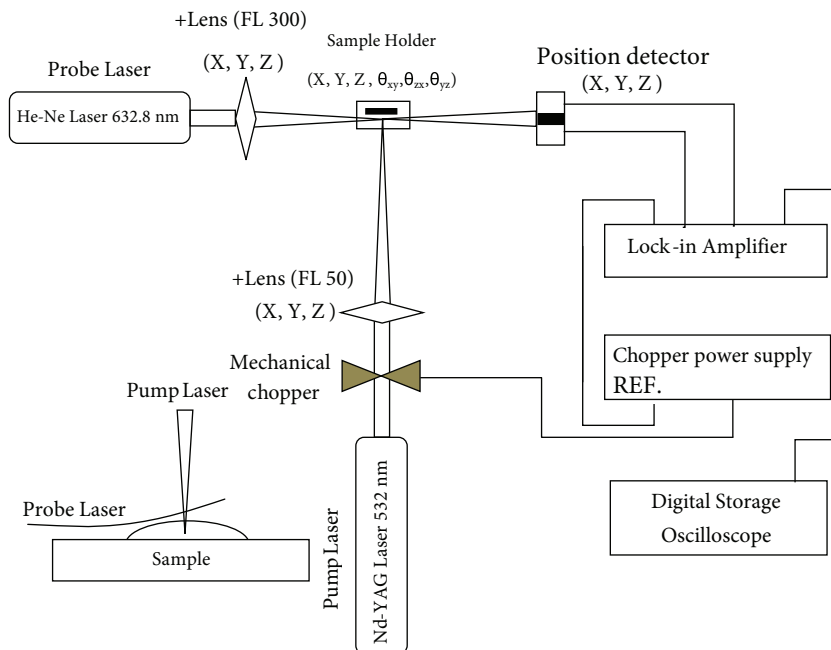 +Lens (FL 300)
(X, Y, Z )
Probe Laser
He-Ne Laser 632.8 nm
Sample Holder
(X, Y, Z , θxy,θzx,θyz)
Position detector
(X, Y, Z )
Lock-in Amplifier
+Lens (FL 50)
(X, Y, Z )
Mechanical
chopper
Chopper power supply
REF.
Pump Laser
Probe Laser
Sample
Pump Laser
Nd-YAG Laser 532 nm
Digital Storage
Oscilloscope